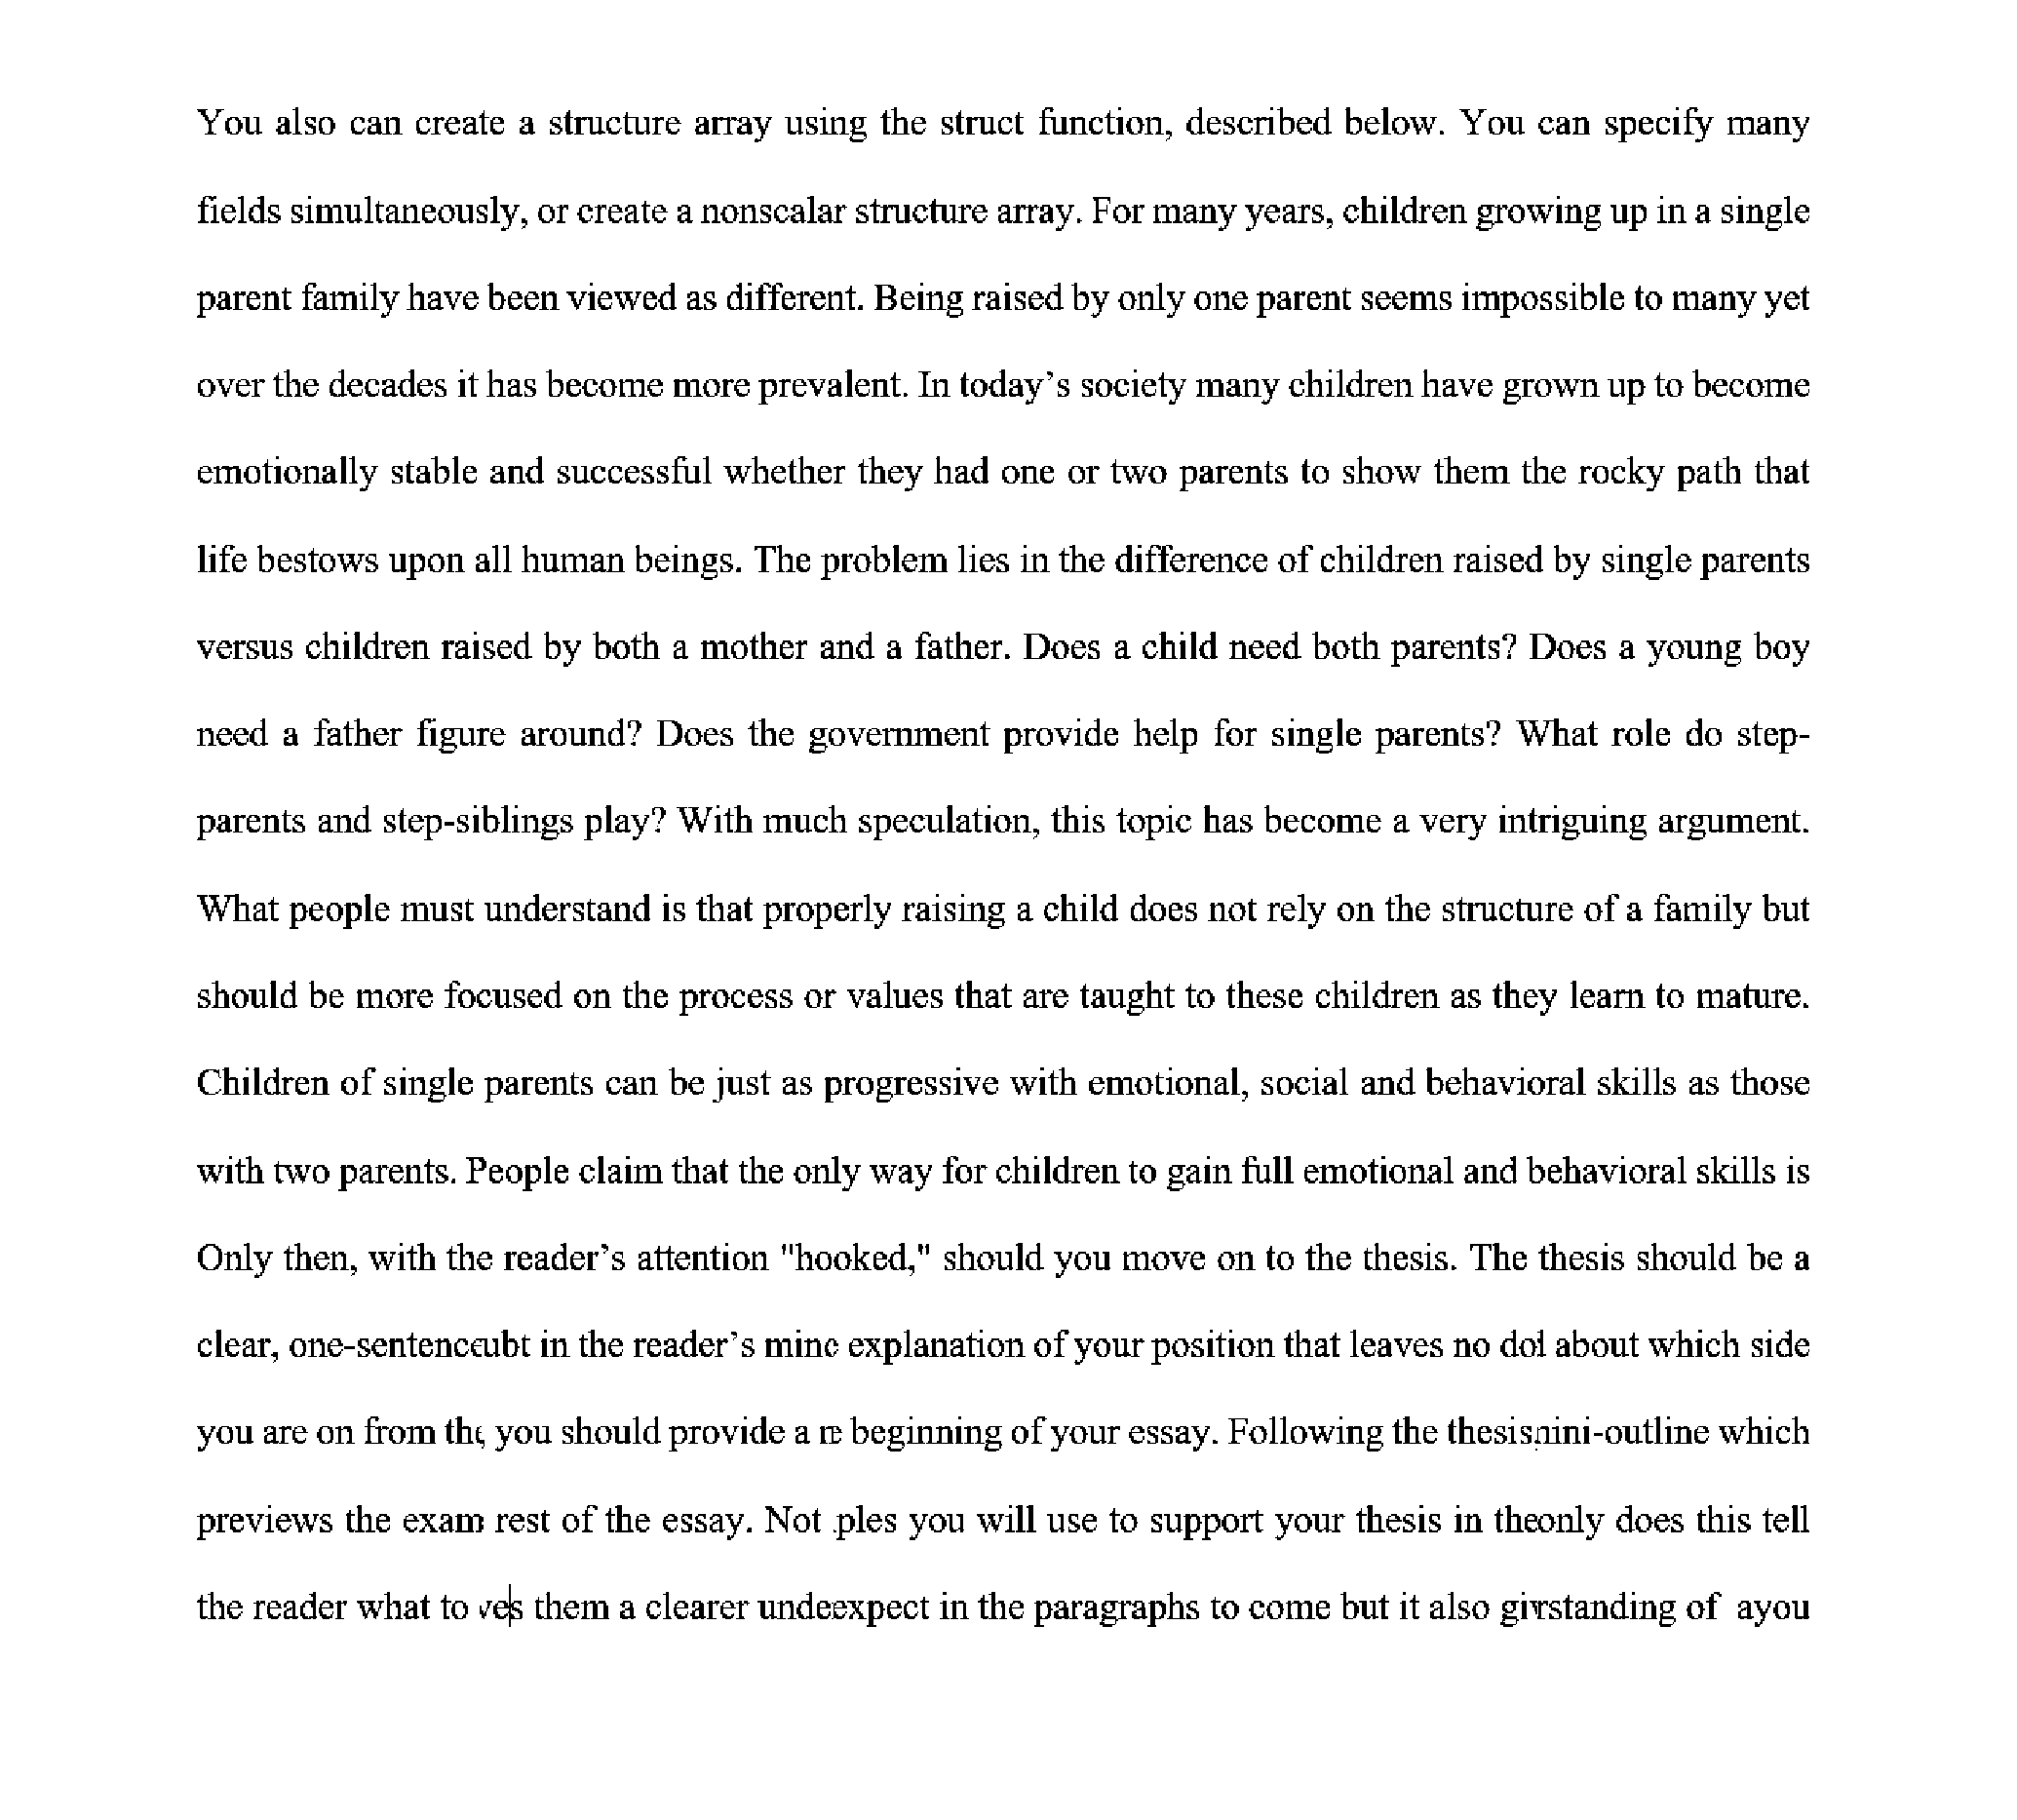 You also can create a structure array using the struct function, described below. You can specify many
fields simultaneously, or create a nonscalar structure array. For many years, children growing up in a single
parent family have been viewed as different. Being raised by only one parent seems impossible to many yet
over the decades it has become more prevalent. In today’s society many children have grown up to become
emotionally stable and successful whether they had one or two parents to show them the rocky path that
life bestows upon all human beings. The problem lies in the difference of children raised by single parents
versus children raised by both a mother and a father. Does a child need both parents? Does a young boy
need a father figure around? Does the government provide help for single parents? What role do step-
parents and step-siblings play? With much speculation, this topic has become a very intriguing argument.
What people must understand is that properly raising a child does not rely on the structure of a family but
should be more focused on the process or values that are taught to these children as they learn to mature.
Children of single parents can be just as progressive with emotional, social and behavioral skills as those
with two parents. People claim that the only way for children to gain full emotional and behavioral skills is
Only then, with the reader’s attention "hooked," should you move on to the thesis. The thesis should be a
clear, in the reader’s explanation of your position that leaves no about which side
you are on from you should provide a beginning of your essay. Following the which
previews the exam rest of the essay. Not ples you will use to support your thesis in theonly does this tell
the reader what to ves them a clearer undeexpect in the paragraphs to come but it also of ayou